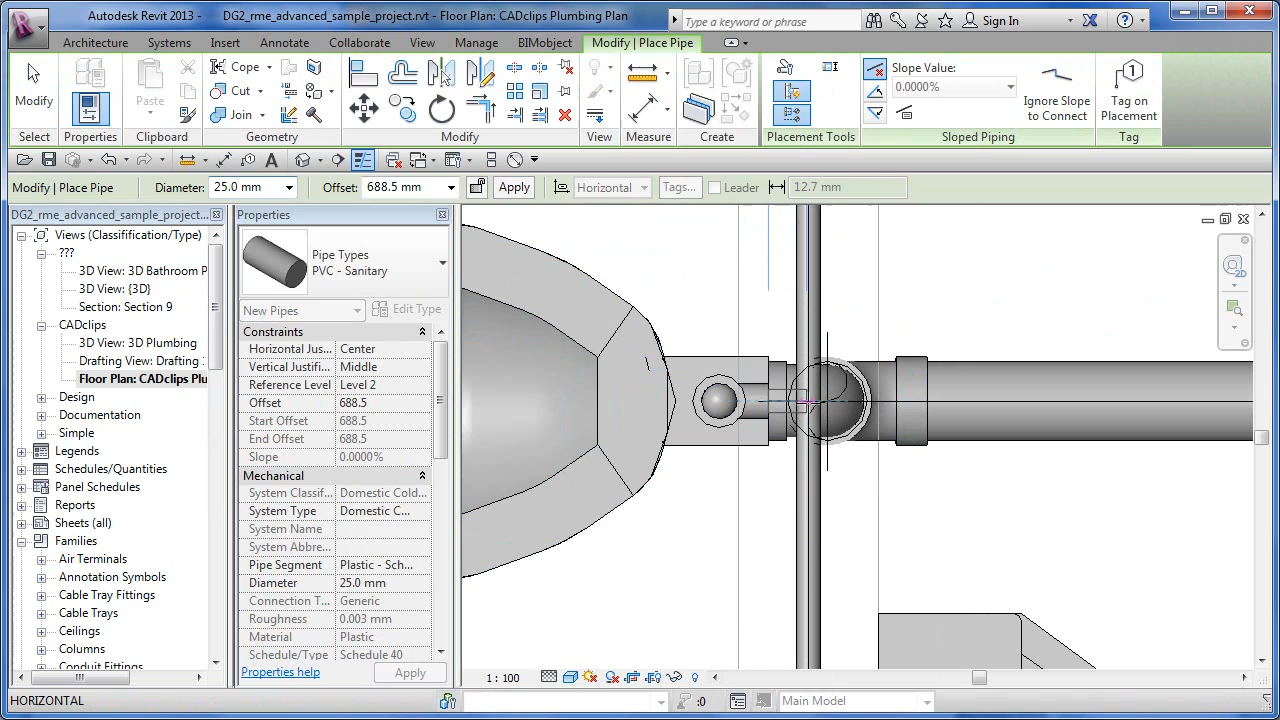 Autodesk Revit 2013 - DG2_rme_advanced_sample_project.rvt - Floor Plan: CADclips Plumbing Plan
Type a keyword or phrase
Sign In
Architecture Systems Insert Annotate Collaborate View Manage BIMobject Modify | Place Pipe
Modify
Properties
Paste
Cope
Cut
Join
Slope Value:
0.0000%
Ignore Slope
to Connect
Tag on
Placement
Select Properties Clipboard Geometry Modify View Measure Create Placement Tools Sloped Piping Tag
Modify | Place Pipe Diameter: 25.0 mm Offset: 688.5 mm Apply Horizontal Tags... Leader 12.7 mm
DG2_rme_advanced_sample_project...
Views (Classifification/Type)
???
3D View: 3D Bathroom P
3D View: {3D}
Section: Section 9
CADclips
3D View: 3D Plumbing
Drafting View: Drafting
Floor Plan: CADclips Plu
Design
Documentation
Simple
Legends
Schedules/Quantities
Panel Schedules
Reports
Sheets (all)
Families
Air Terminals
Annotation Symbols
Cable Tray Fittings
Cable Trays
Ceilings
Columns
Conduit Fittings
Properties
Pipe Types
PVC - Sanitary
New Pipes Edit Type
Constraints
Horizontal Jus... Center
Vertical Justifi... Middle
Reference Level Level 2
Offset 688.5
Start Offset 688.5
End Offset 688.5
Slope 0.0000%
Mechanical
System Classif... Domestic Cold...
System Type Domestic C...
System Name
System Abbre...
Pipe Segment Plastic - Sch...
Diameter 25.0 mm
Connection T... Generic
Roughness 0.003 mm
Material Plastic
Schedule/Type Schedule 40
Properties help Apply
1 : 100
HORIZONTAL
:0
Main Model
2D